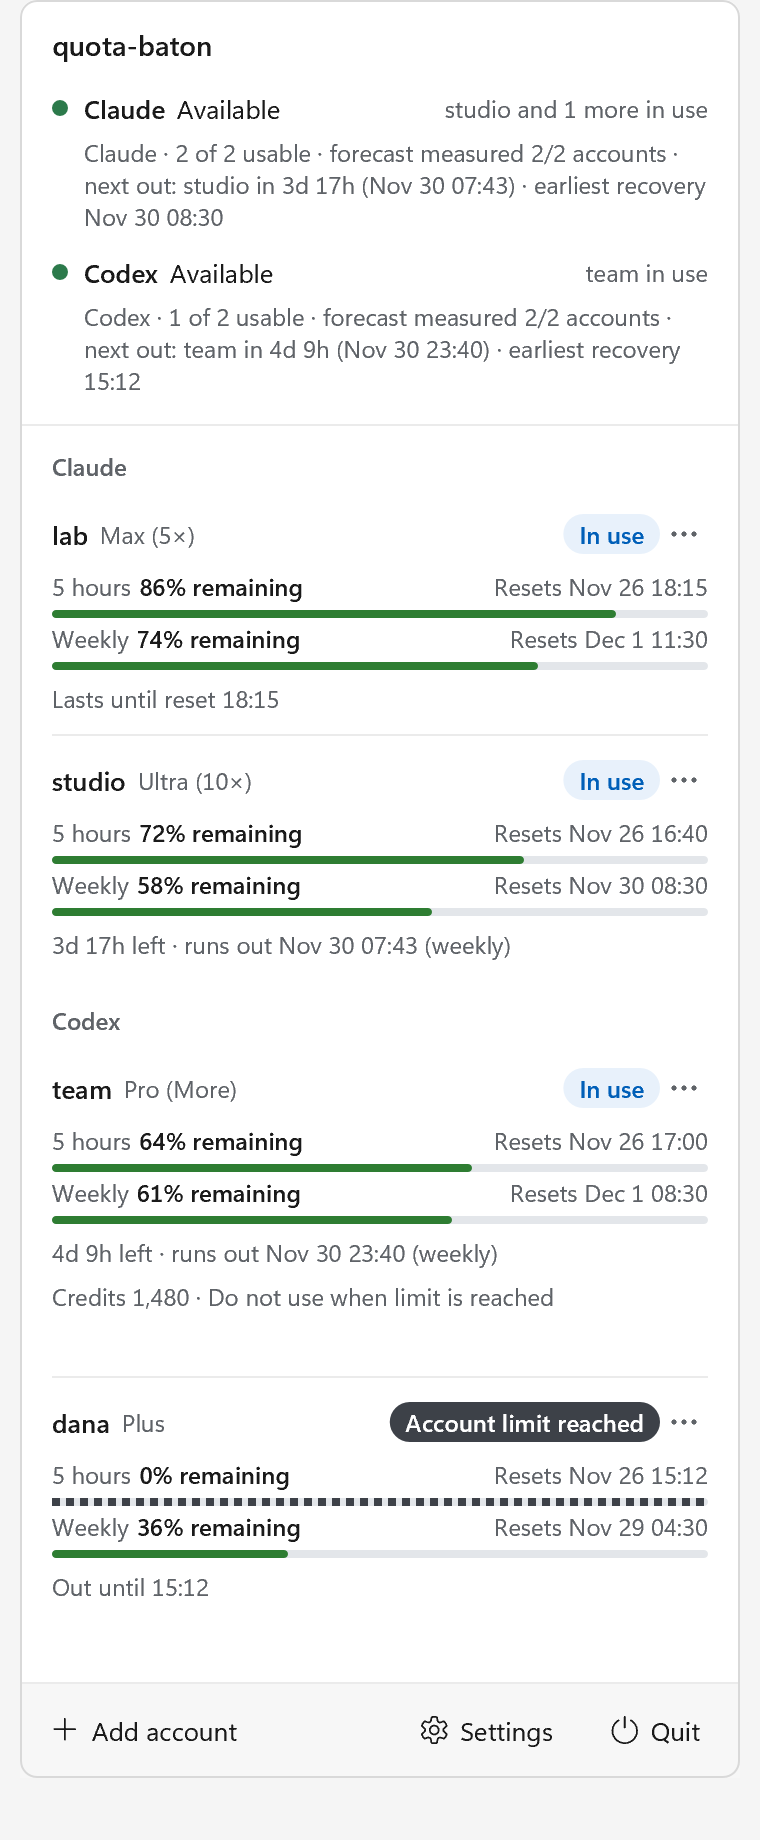 quota-baton
Claude Available studio and 1 more in use
Claude · 2 of 2 usable · forecast measured 2/2 accounts ·
next out: studio in 3d 17h (Nov 30 07:43) · earliest recovery
Nov 30 08:30
Codex Available team in use
Codex · 1 of 2 usable · forecast measured 2/2 accounts ·
next out: team in 4d 9h (Nov 30 23:40) · earliest recovery
15:12
Claude
lab Max (5×) In use
5 hours 86% remaining Resets Nov 26 18:15
Weekly 74% remaining Resets Dec 1 11:30
Lasts until reset 18:15
studio Ultra (10×) In use
5 hours 72% remaining Resets Nov 26 16:40
Weekly 58% remaining Resets Nov 30 08:30
3d 17h left · runs out Nov 30 07:43 (weekly)
Codex
team Pro (More) In use
5 hours 64% remaining Resets Nov 26 17:00
Weekly 61% remaining Resets Dec 1 08:30
4d 9h left · runs out Nov 30 23:40 (weekly)
Credits 1,480 · Do not use when limit is reached
dana Plus Account limit reached
5 hours 0% remaining Resets Nov 26 15:12
Weekly 36% remaining Resets Nov 29 04:30
Out until 15:12
Add account Settings Quit